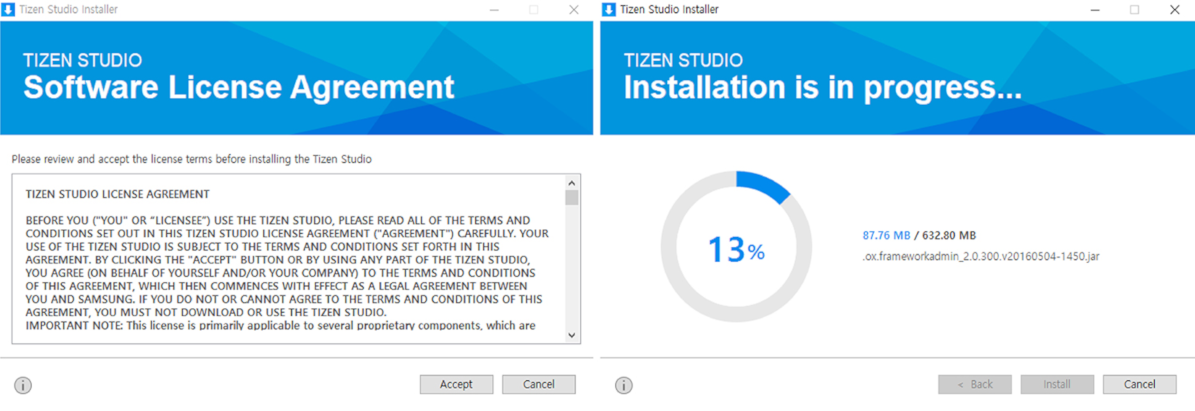 Tizen Studio Installer
TIZEN STUDIO
Software License Agreement
Please review and accept the license terms before installing the Tizen Studio
TIZEN STUDIO LICENSE AGREEMENT
BEFORE YOU ("YOU" OR “LICENSEE”) USE THE TIZEN STUDIO, PLEASE READ ALL OF THE TERMS AND
CONDITIONS SET OUT IN THIS TIZEN STUDIO LICENSE AGREEMENT ("AGREEMENT") CAREFULLY. YOUR
USE OF THE TIZEN STUDIO IS SUBJECT TO THE TERMS AND CONDITIONS SET FORTH IN THIS
AGREEMENT. BY CLICKING THE "ACCEPT" BUTTON OR BY USING ANY PART OF THE TIZEN STUDIO,
YOU AGREE (ON BEHALF OF YOURSELF AND/OR YOUR COMPANY) TO THE TERMS AND CONDITIONS
OF THIS AGREEMENT, WHICH THEN COMMENCES WITH EFFECT AS A LEGAL AGREEMENT BETWEEN
YOU AND SAMSUNG. IF YOU DO NOT OR CANNOT AGREE TO THE TERMS AND CONDITIONS OF THIS
AGREEMENT, YOU MUST NOT DOWNLOAD OR USE THE TIZEN STUDIO.
IMPORTANT NOTE: This license is primarily applicable to several proprietary components, which are
Accept
Cancel
Tizen Studio Installer
TIZEN STUDIO
Installation is in progress...
13%
87.76 MB / 632.80 MB
.ox.frameworkadmin_2.0.300.v20160504-1450.jar
< Back
Install
Cancel